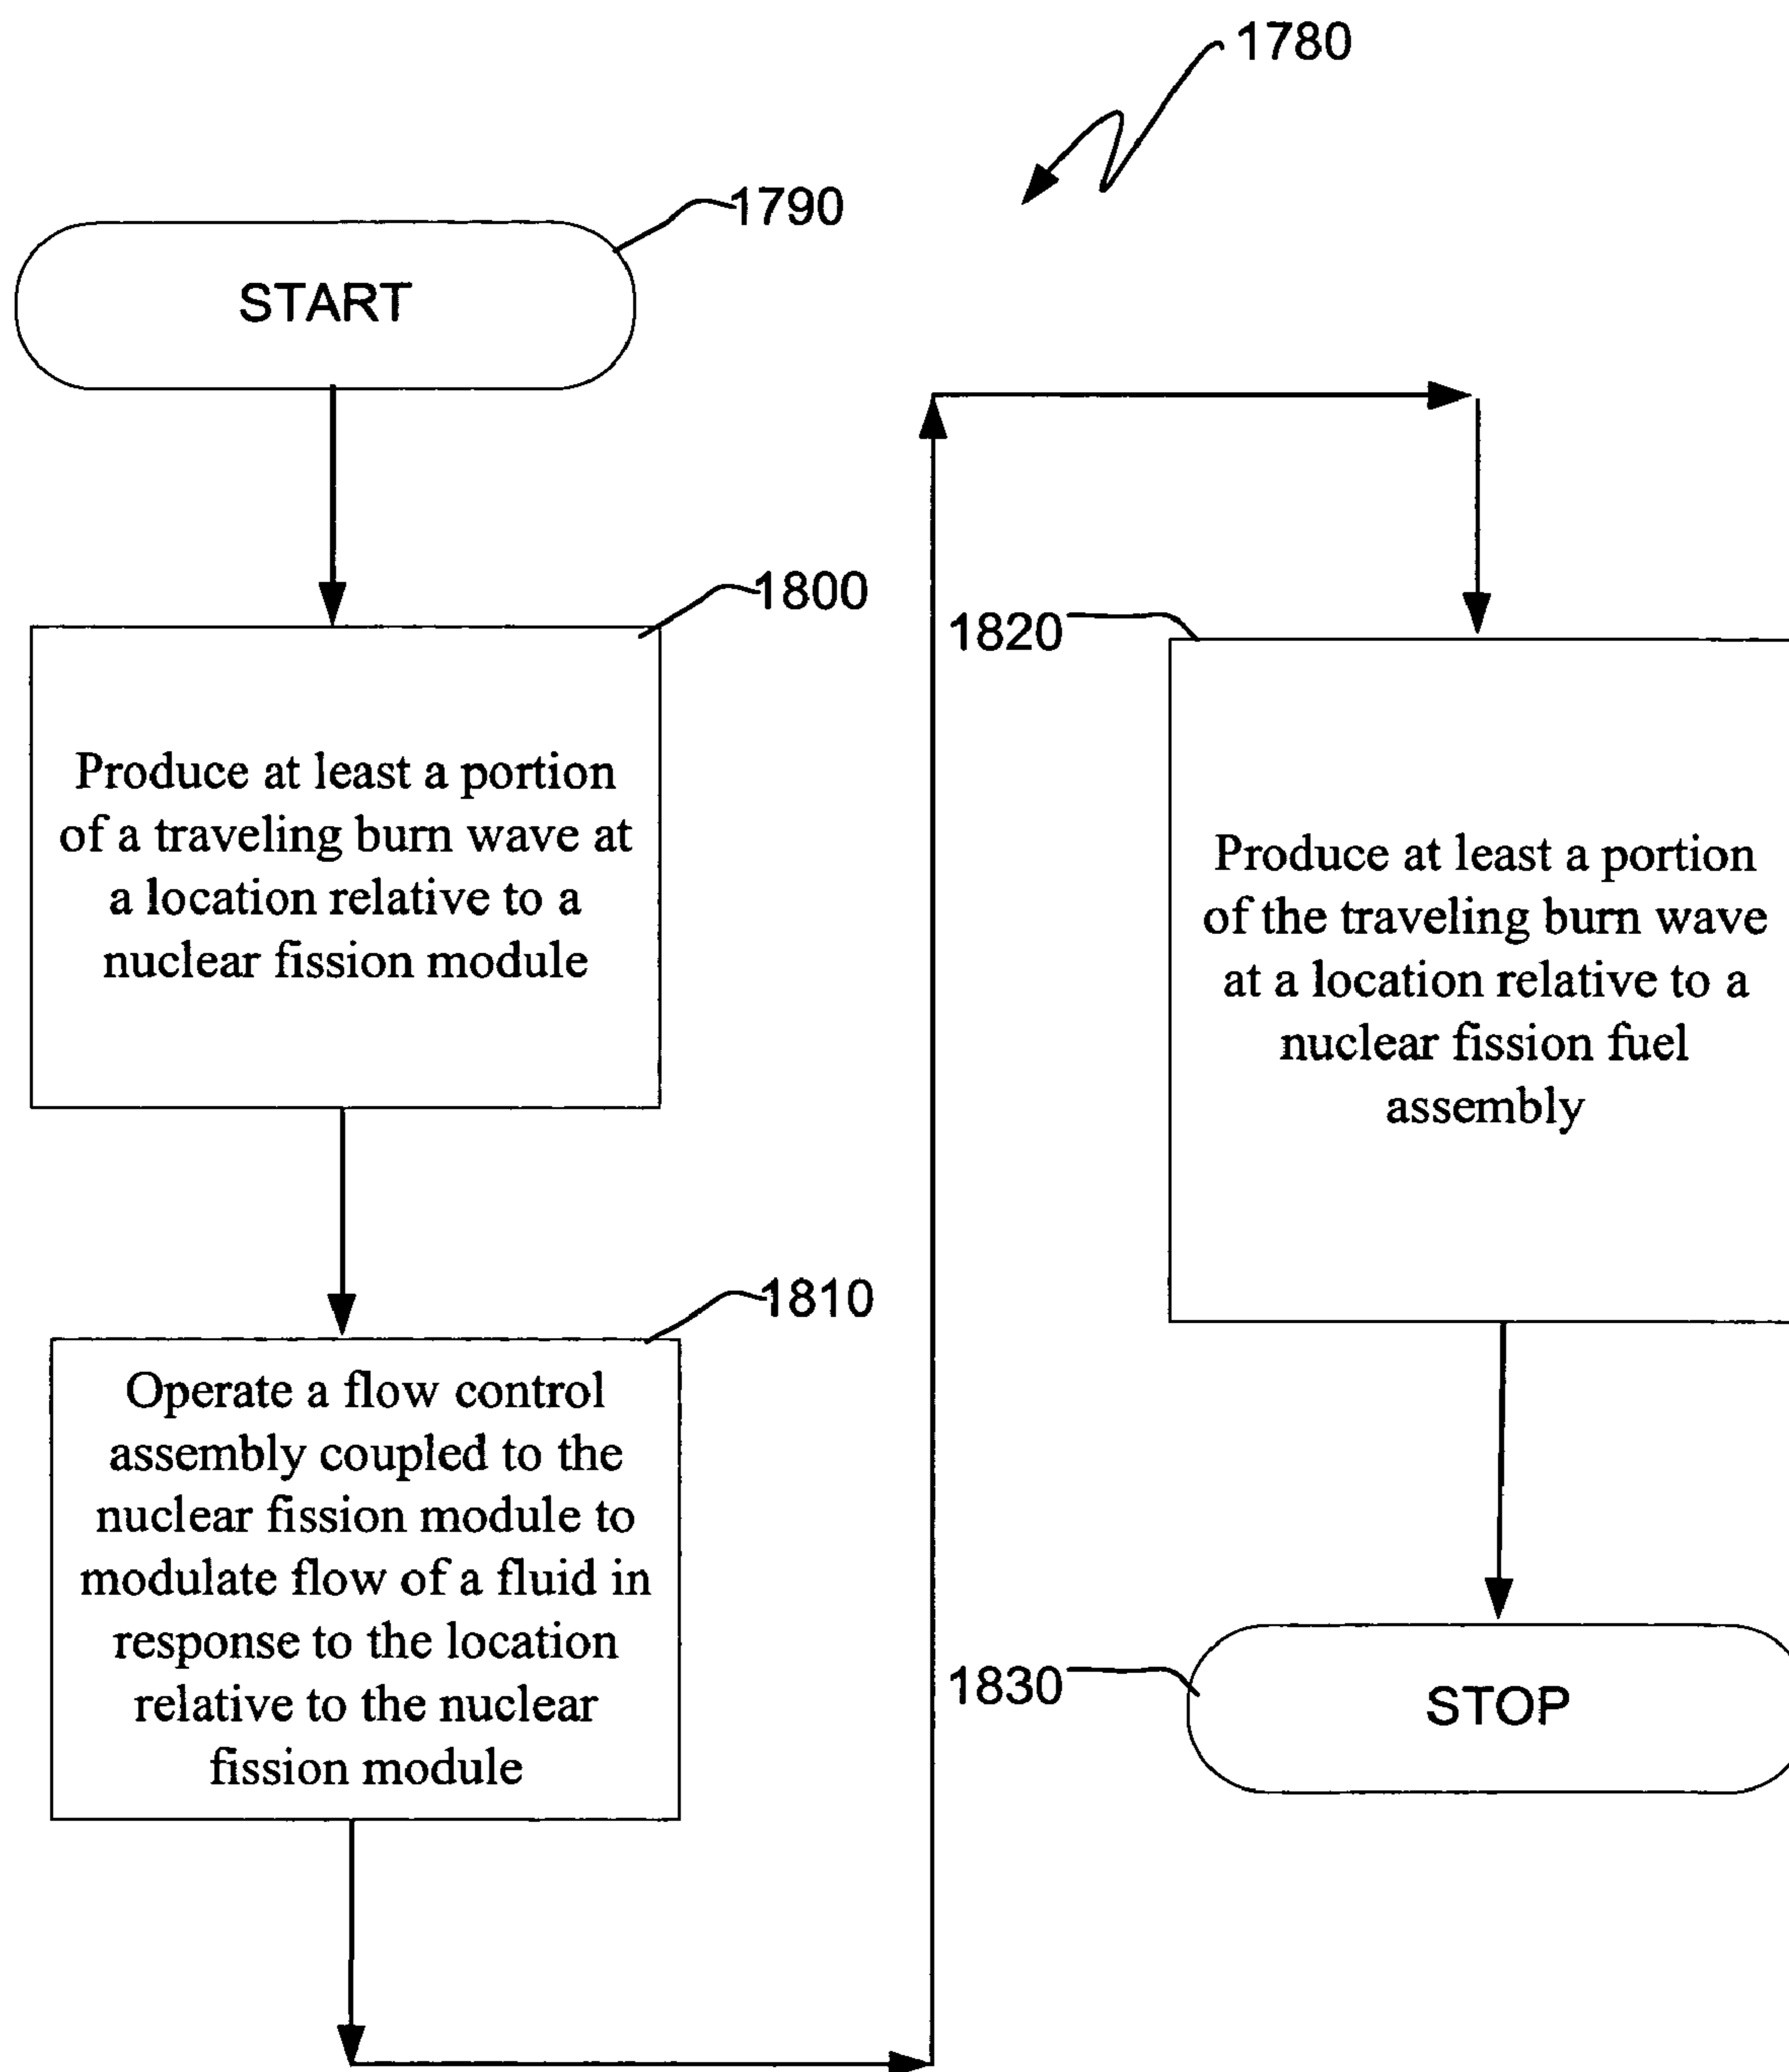 1780
1790
START
1800
Produce at least a portion
of a traveling burn wave at
a location relative to a
nuclear fission module
1810
Operate a flow control
assembly coupled to the
nuclear fission module to
modulate flow of a fluid in
response to the location
relative to the nuclear
fission module
1820
Produce at least a portion
of the traveling burn wave
at a location relative to a
nuclear fission fuel
assembly
1830
STOP